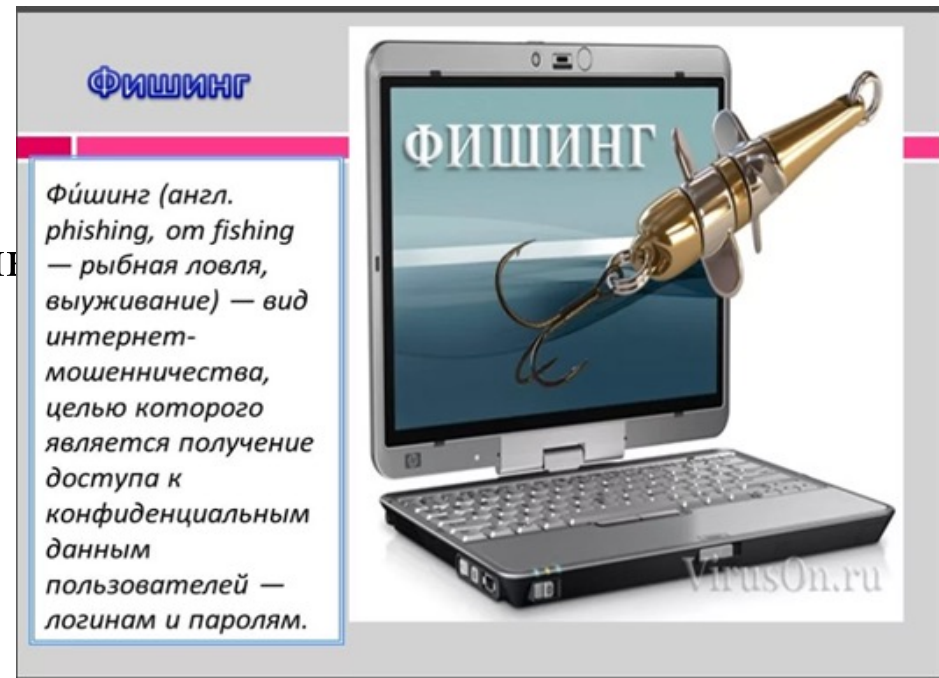 Фишинг
ФИШИНГ
Фи́шинг (англ.
phishing, от fishing
— рыбная ловля,
выуживание) — вид
интернет-
мошенничества,
целью которого
является получение
доступа к
конфиденциальным
данным
пользователей —
логинам и паролям.
VirusOn.ru